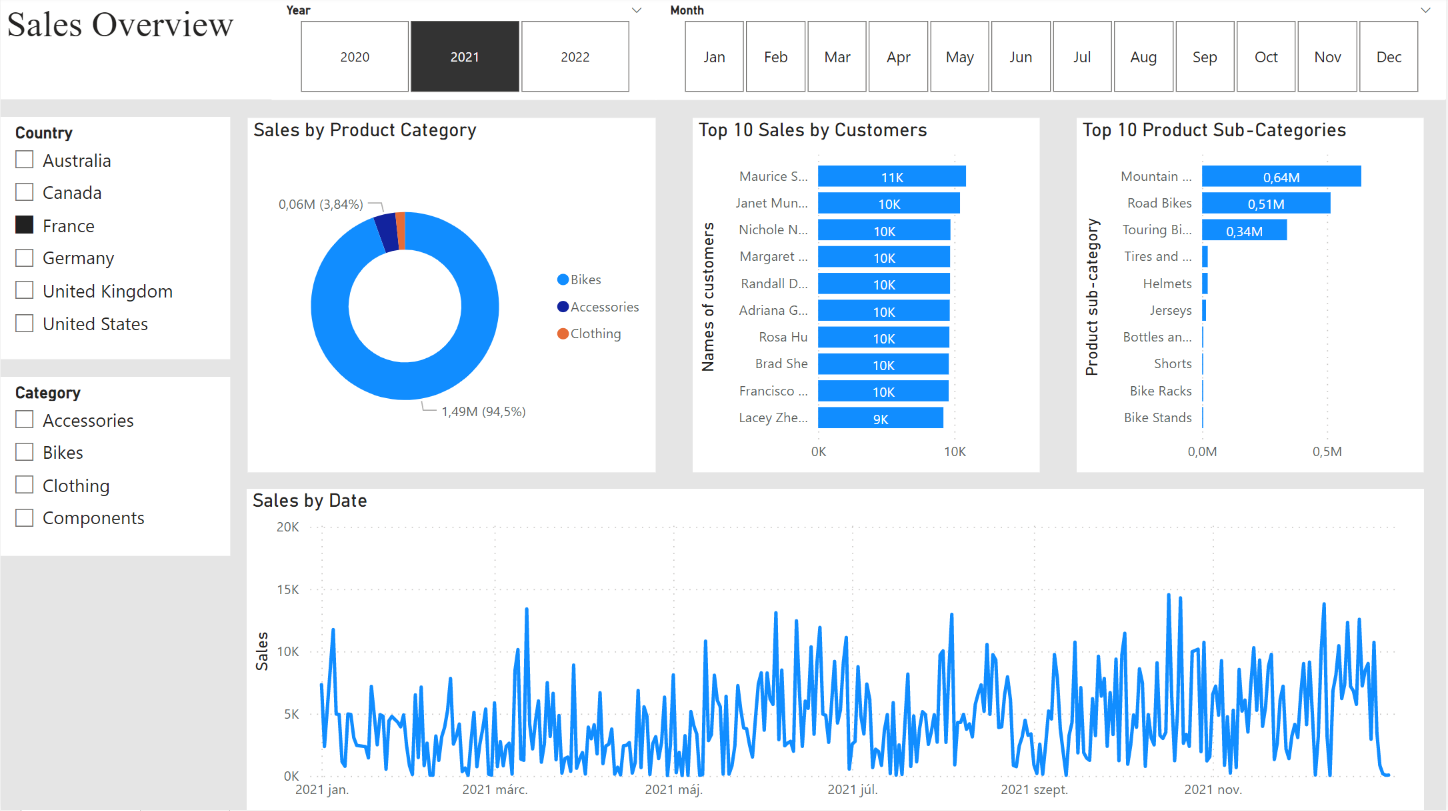 Sales Overview
Year
2020
2021
2022
Month
Jan
Feb
Mar
Apr
May
Jun
Jul
Aug
Sep
Oct
Nov
Dec
Country
Australia
Canada
France
Germany
United Kingdom
United States
Category
Accessories
Bikes
Clothing
Components
Sales by Product Category
0,06M (3,84%)
1,49M (94,5%)
Bikes
Accessories
Clothing
Top 10 Sales by Customers
Names of customers
Maurice S... 11K
Janet Mun... 10K
Nichole N... 10K
Margaret ... 10K
Randall D... 10K
Adriana G... 10K
Rosa Hu 10K
Brad She 10K
Francisco ... 10K
Lacey Zhe... 9K
0K 10K
Top 10 Product Sub-Categories
Product sub-category
Mountain ... 0,64M
Road Bikes 0,51M
Touring Bi... 0,34M
Tires and ...
Helmets
Jerseys
Bottles an...
Shorts
Bike Racks
Bike Stands
0,0M 0,5M
Sales by Date
Sales
20K
15K
10K
5K
0K
2021 jan. 2021 márc. 2021 máj. 2021 júl. 2021 szept. 2021 nov.